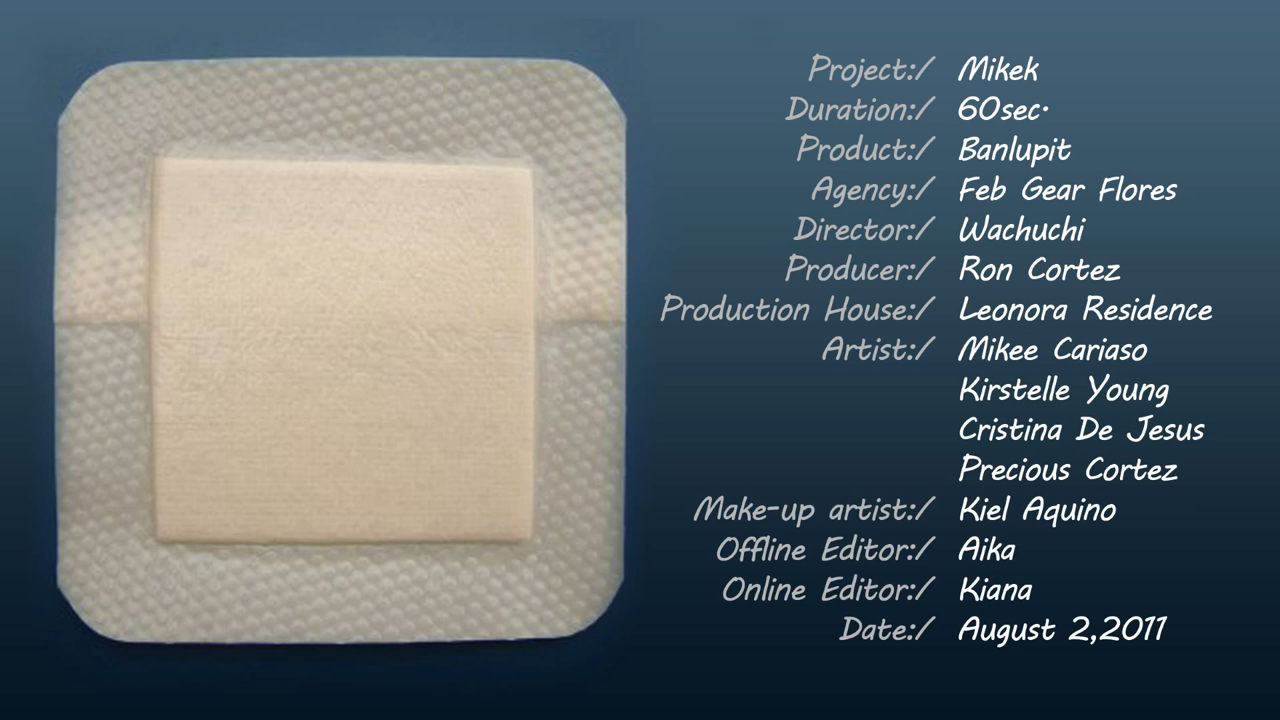 Project:/ Mikek
Duration:/ 60sec.
Product:/ Banlupit
Agency:/ Feb Gear Flores
Director:/ Wachuchi
Producer:/ Ron Cortez
Production House:/ Leonora Residence
Artist:/ Mikee Cariaso
Kirstelle Young
Cristina De Jesus
Precious Cortez
Make-up artist:/ Kiel Aquino
Offline Editor:/ Aika
Online Editor:/ Kiana
Date:/ August 2,2011